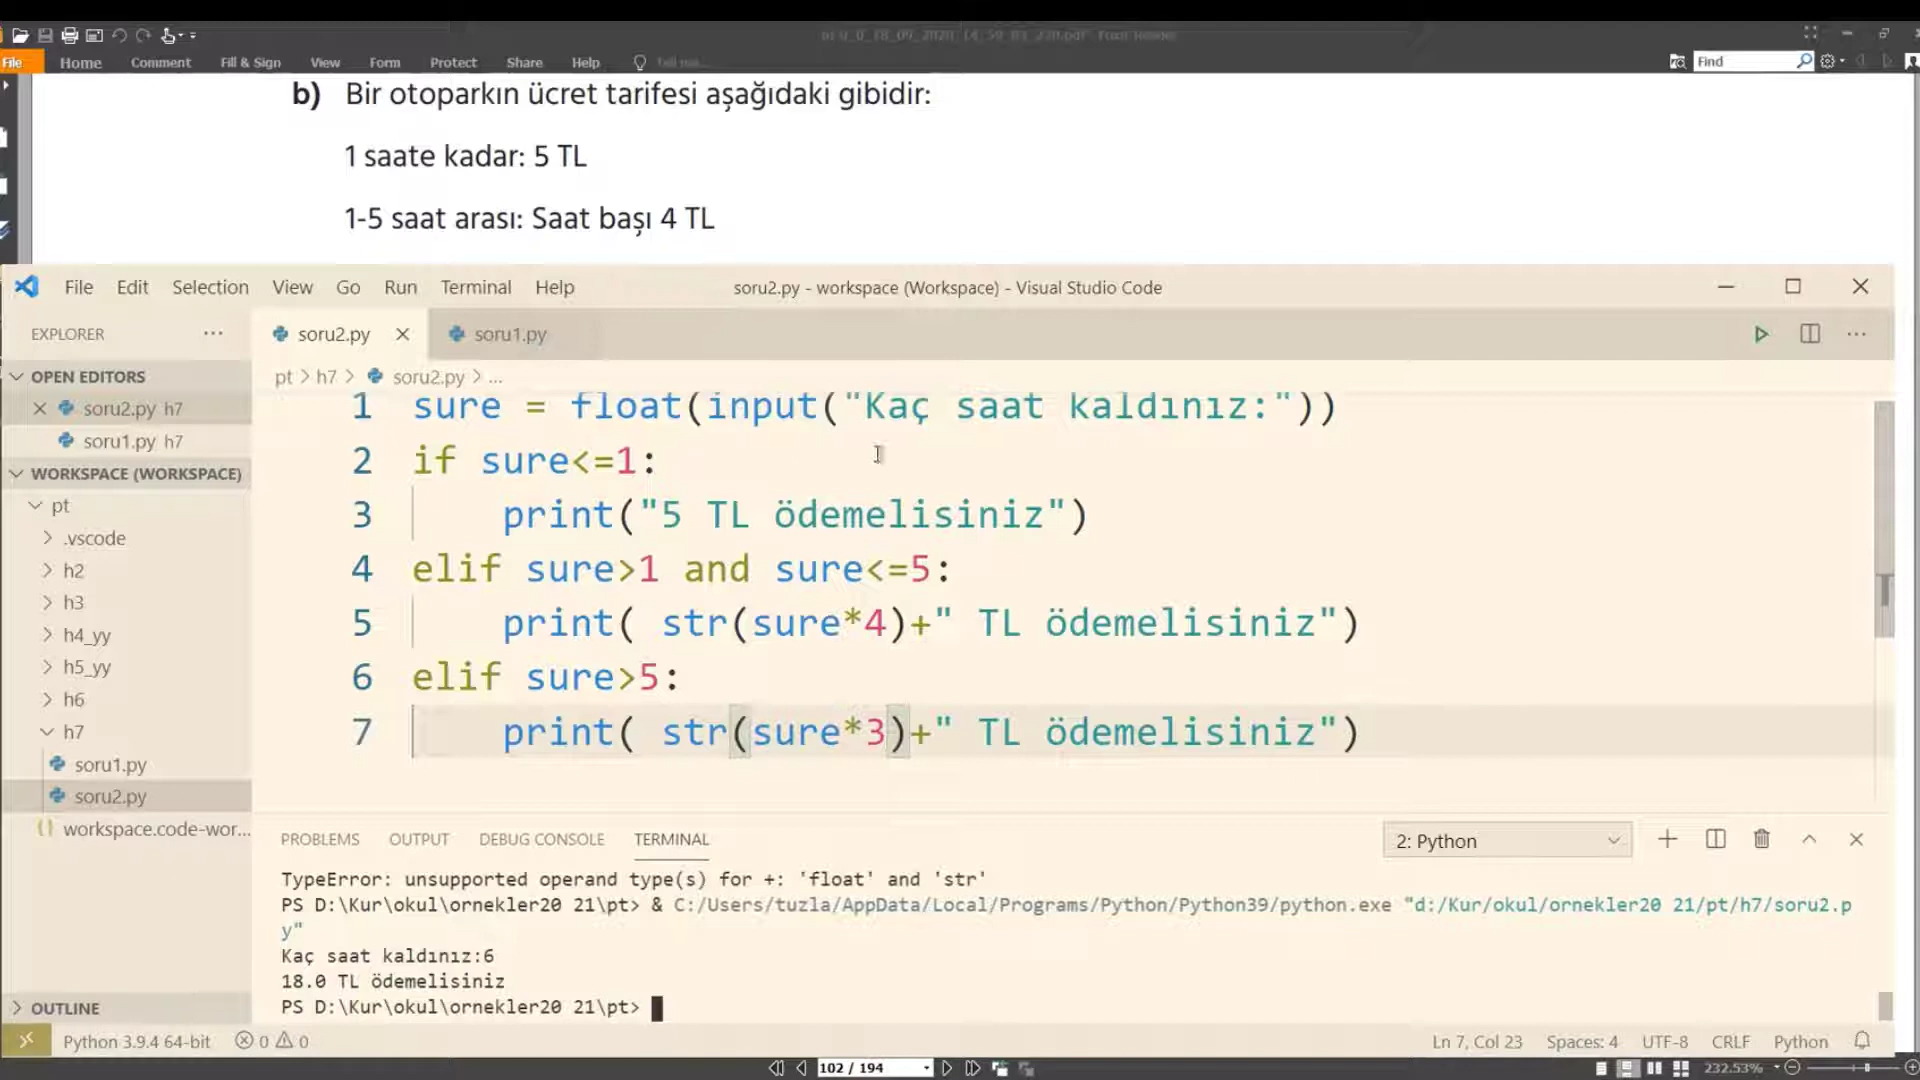 File Home Comment Fill & Sign View Form Protect Share Help
Find
b) Bir otoparkın ücret tarifesi aşağıdaki gibidir:
1 saate kadar: 5 TL
1-5 saat arası: Saat başı 4 TL
File Edit Selection View Go Run Terminal Help
soru2.py - workspace (Workspace) - Visual Studio Code
EXPLORER ...
soru2.py
soru1.py
OPEN EDITORS
soru2.py h7
soru1.py h7
WORKSPACE (WORKSPACE)
pt
.vscode
h2
h3
h4_yy
h5_yy
h6
h7
soru1.py
soru2.py
workspace.code-wor...
OUTLINE
pt > h7 > soru2.py > ...
1 sure = float(input("Kaç saat kaldınız:"))
2 if sure<=1:
3 print("5 TL ödemelisiniz")
4 elif sure>1 and sure<=5:
5 print( str(sure*4)+" TL ödemelisiniz")
6 elif sure>5:
7 print( str(sure*3)+" TL ödemelisiniz")
PROBLEMS OUTPUT DEBUG CONSOLE TERMINAL
2: Python
TypeError: unsupported operand type(s) for +: 'float' and 'str'
PS D:\Kur\okul\ornekler20 21\pt> & C:/Users/tuzla/AppData/Local/Programs/Python/Python39/python.exe "d:/Kur/okul/ornekler20 21/pt/h7/soru2.p
y"
Kaç saat kaldınız:6
18.0 TL ödemelisiniz
PS D:\Kur\okul\ornekler20 21\pt>
Python 3.9.4 64-bit 0 0
Ln 7, Col 23 Spaces: 4 UTF-8 CRLF Python
102 / 194
232.53%